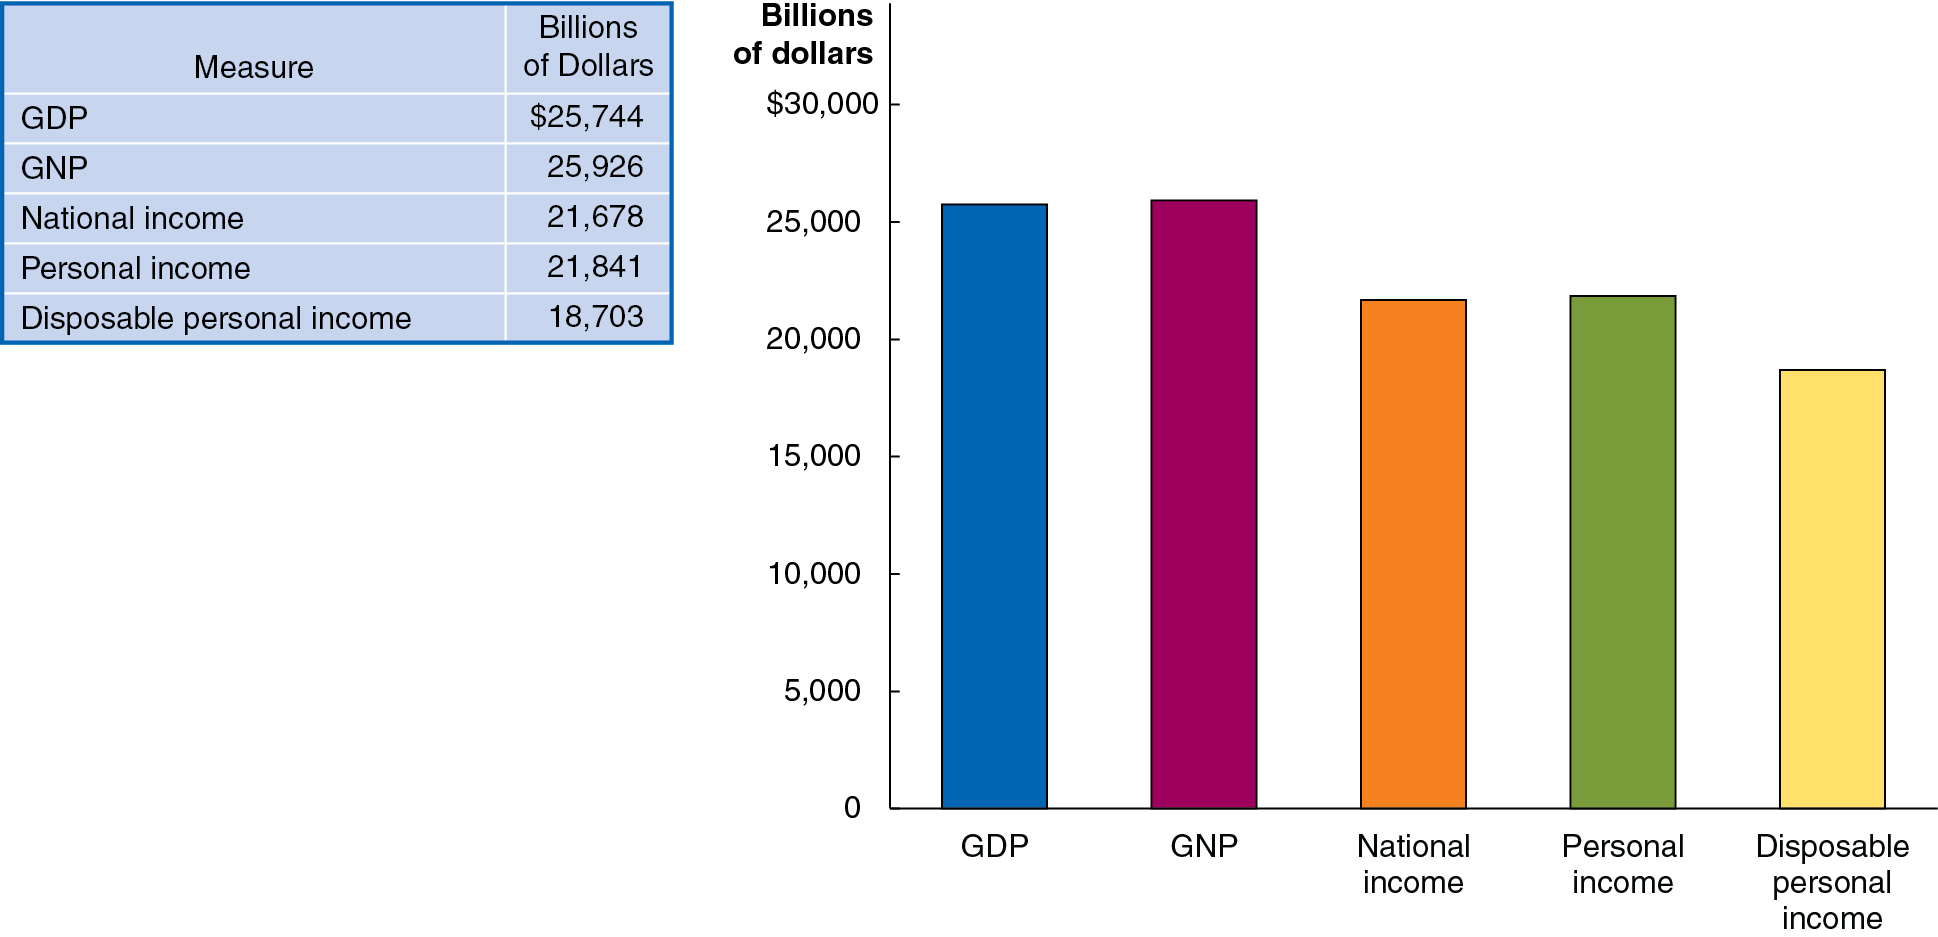 Billions
Measure of Dollars
GDP $25,744
GNP 25,926
National income 21,678
Personal income 21,841
Disposable personal income 18,703
Billions
of dollars
$30,000
25,000
20,000
15,000
10,000
5,000
0
GDP GNP National Personal Disposable
income income personal
income